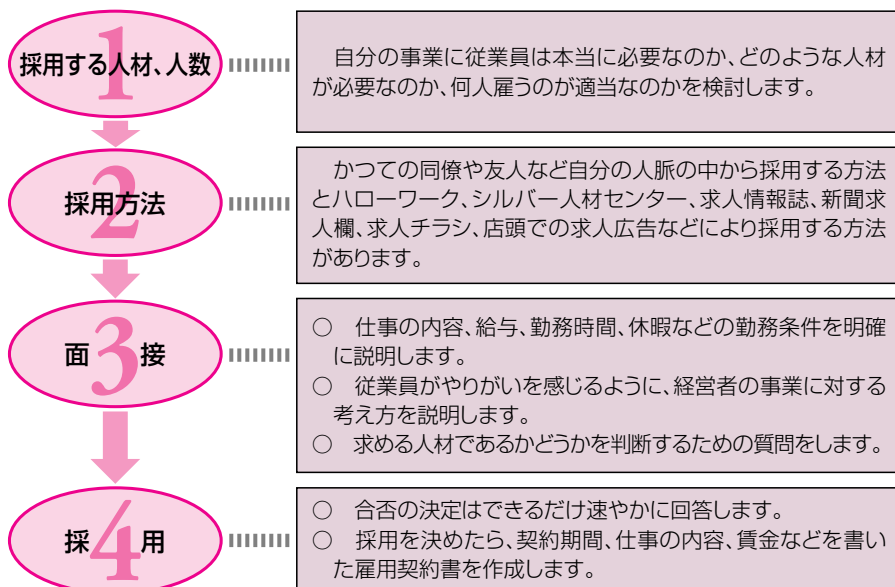 1
採用する人材、人数
自分の事業に従業員は本当に必要なのか、どのような人材
が必要なのか、何人雇うのが適当なのかを検討します。
2
採用方法
かつての同僚や友人など自分の人脈の中から採用する方法
とハローワーク、シルバー人材センター、求人情報誌、新聞求
人欄、求人チラシ、店頭での求人広告などにより採用する方法
があります。
3
面 接
○ 仕事の内容、給与、勤務時間、休暇などの勤務条件を明確
に説明します。
○ 従業員がやりがいを感じるように、経営者の事業に対する
考え方を説明します。
○ 求める人材であるかどうかを判断するための質問をします。
4
採 用
○ 合否の決定はできるだけ速やかに回答します。
○ 採用を決めたら、契約期間、仕事の内容、賃金などを書い
た雇用契約書を作成します。